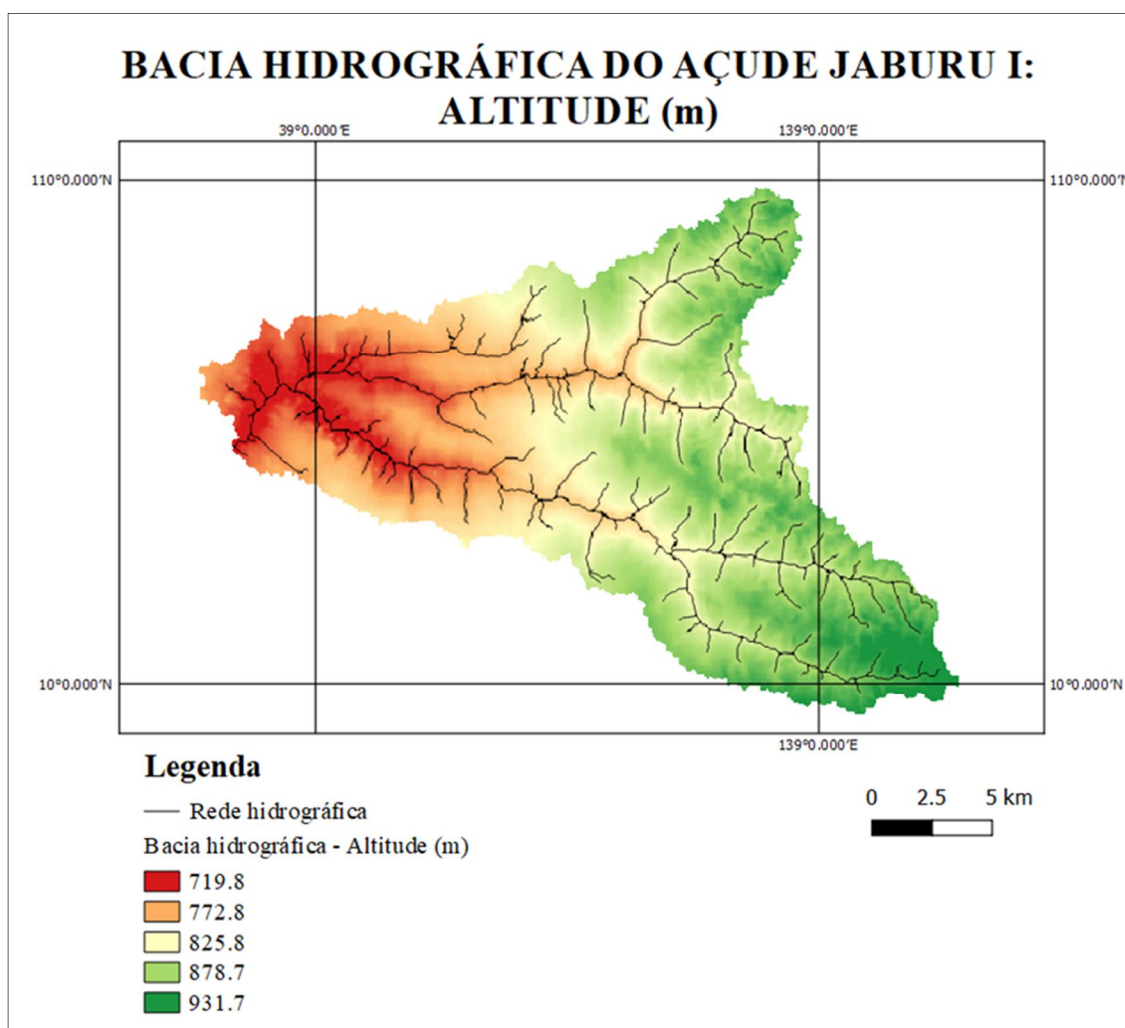 BACIA HIDROGRÁFICA DO AÇUDE JABURU I:
ALTITUDE (m)
39°0.000′E
139°0.000′E
110°0.000′N
110°0.000′N
10°0.000′N
10°0.000′N
139°0.000′E
Legenda
Rede hidrográfica
Bacia hidrográfica - Altitude (m)
719.8
772.8
825.8
878.7
931.7
0 2.5 5 km